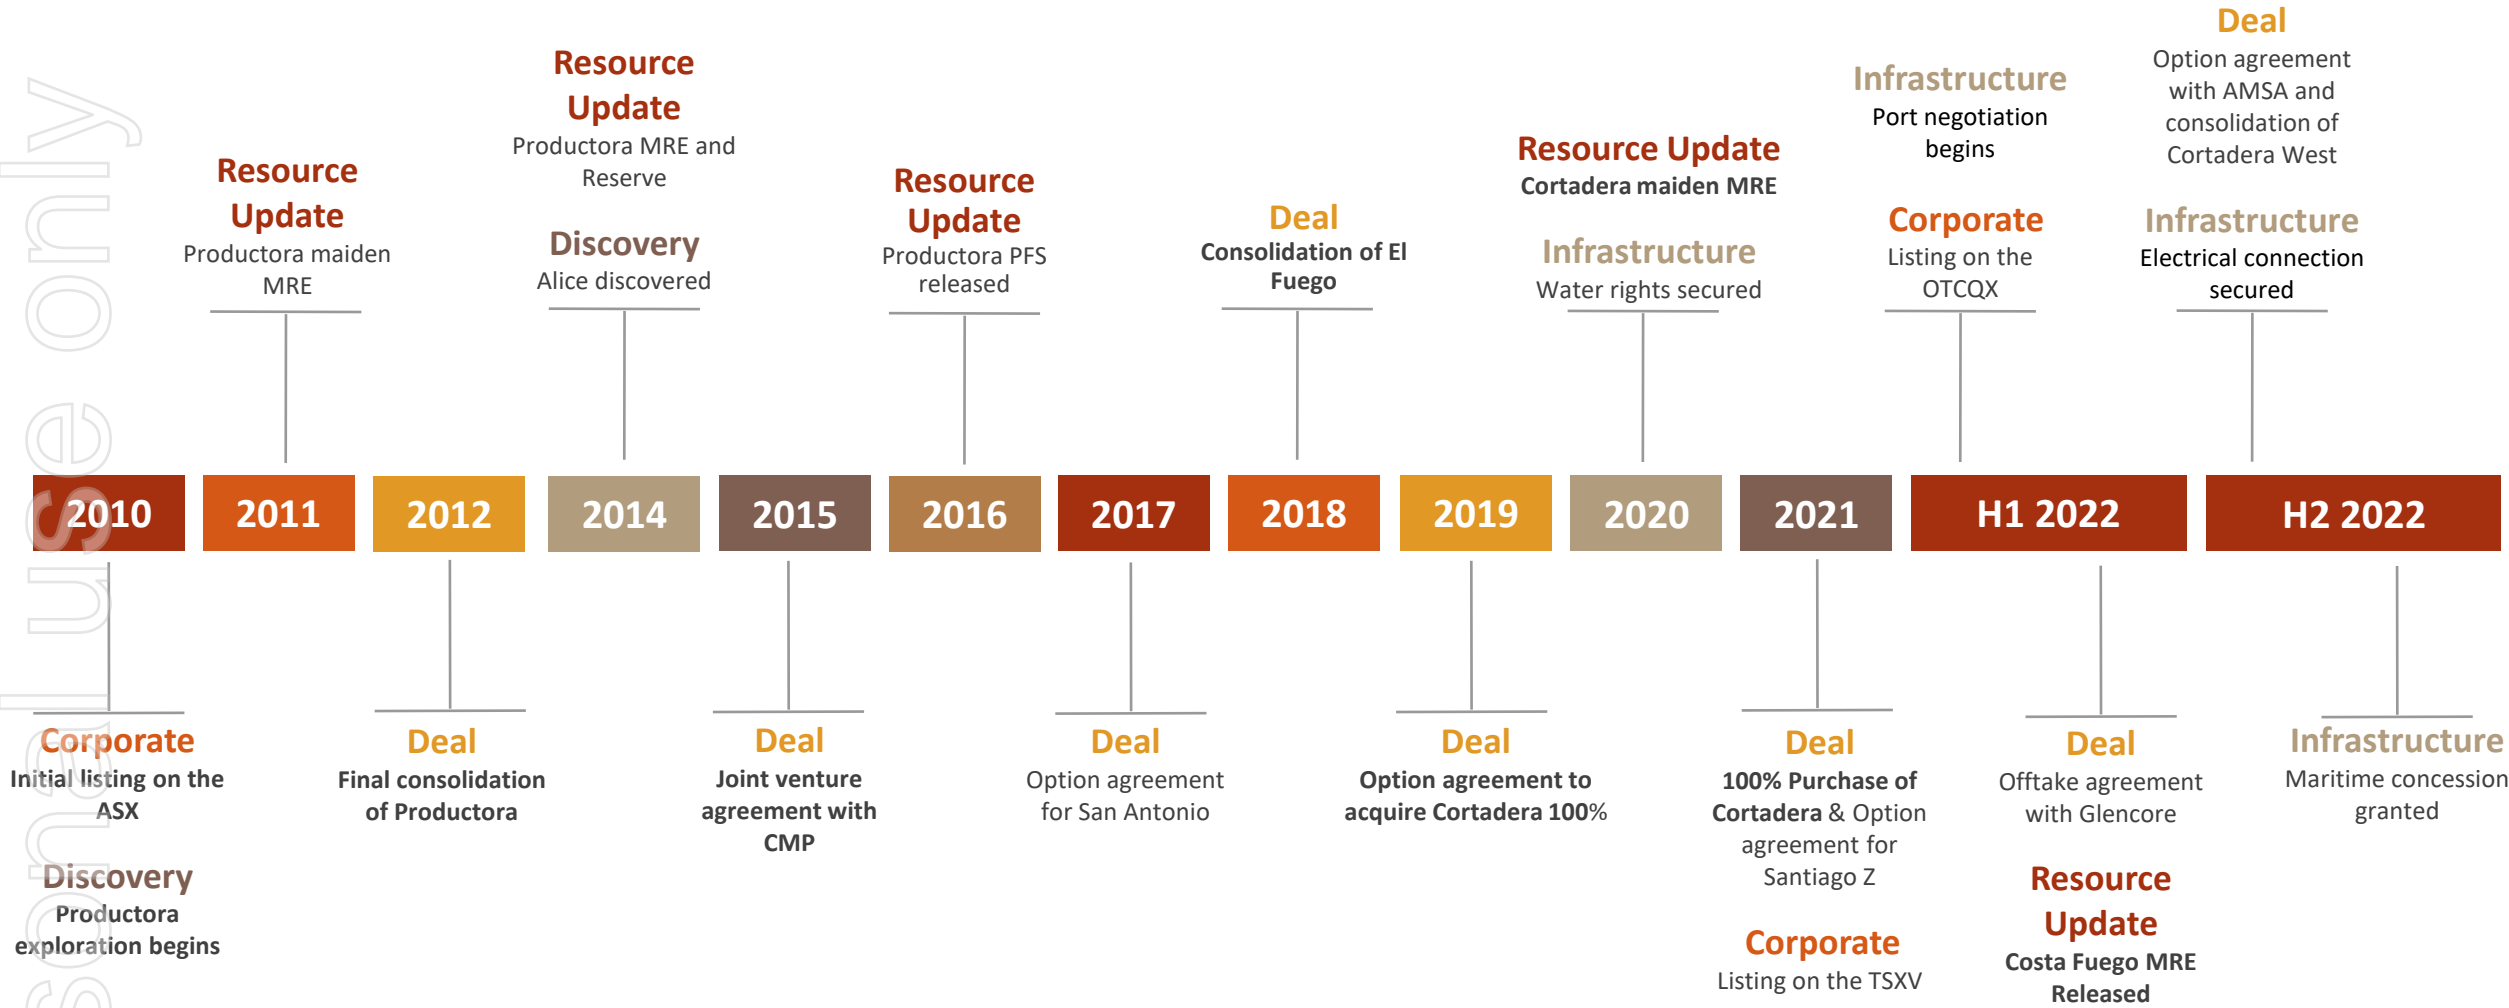 Resource
Update
Productora maiden
MRE
Resource
Update
Productora MRE and
Reserve
Discovery
Alice discovered
Resource
Update
Productora PFS
released
Deal
Consolidation of El
Fuego
Resource Update
Cortadera maiden MRE
Infrastructure
Water rights secured
Infrastructure
Port negotiation
begins
Corporate
Listing on the
OTCQX
Deal
Option agreement
with AMSA and
consolidation of
Cortadera West
Infrastructure
Electrical connection
secured
2010
2011
2012
2014
2015
2016
2017
2018
2019
2020
2021
H1 2022
H2 2022
Corporate
Initial listing on the
ASX
Discovery
Productora
exploration begins
Deal
Final consolidation
of Productora
Deal
Joint venture
agreement with
CMP
Deal
Option agreement
for San Antonio
Deal
Option agreement to
acquire Cortadera 100%
Deal
100% Purchase of
Cortadera & Option
agreement for
Santiago Z
Corporate
Listing on the TSXV
Deal
Offtake agreement
with Glencore
Resource
Update
Costa Fuego MRE
Released
Infrastructure
Maritime concession
granted
sonal use only